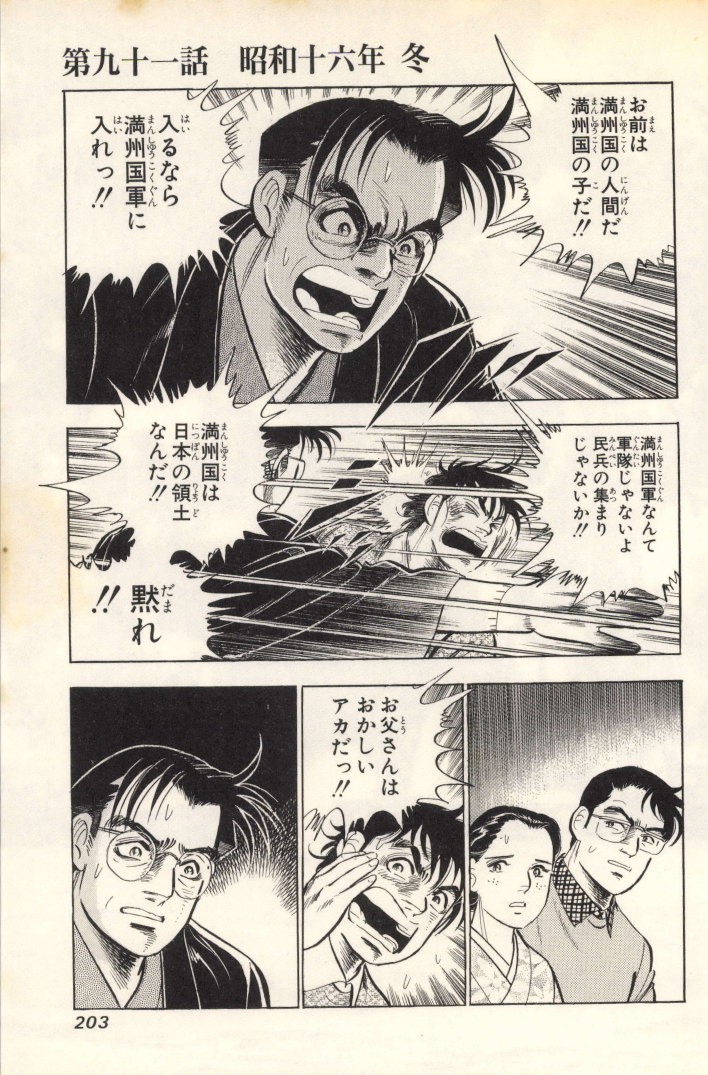 第九十一話　昭和十六年 冬
お前は
満州国の人間だ
満州国の子だ!!
入るなら
満州国軍に
入れっ!!
満州国軍なんて
軍隊じゃないよ
民兵の集まり
じゃないか!!
満州国は
日本の領土
なんだ!!
黙れ
!!
お父さんは
おかしい
アカだっ!!
203